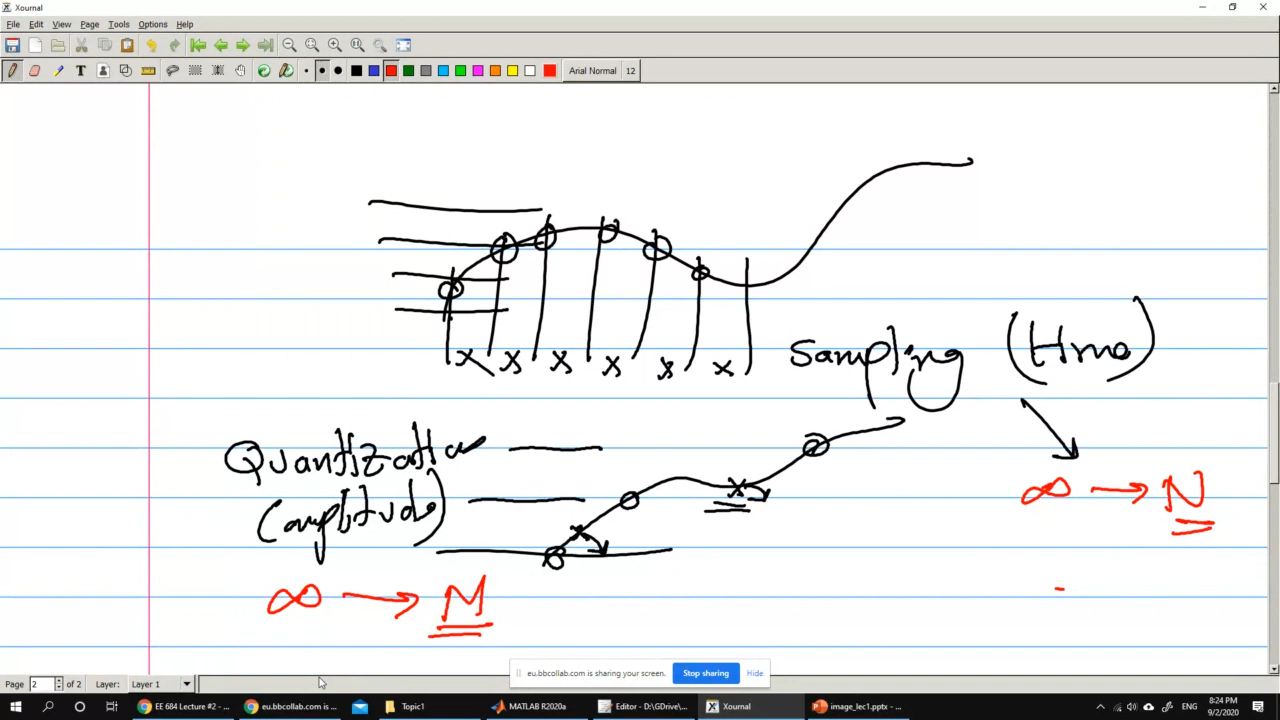 Xournal
File Edit View Page Tools Options Help
Arial Normal 12
x x x x x x
Sampling (time)
Quantization
(amplitude)
∞ → N
∞ → M
Page 2 of 2 Layer: Layer 1
eu.bbcollab.com is sharing your screen. Stop sharing Hide
EE 684 Lecture #2 - ... eu.bbcollab.com is ... Topic1 MATLAB R2020a Editor - D:\GDrive\... Xournal image_lec1.pptx - ... 8:24 PM
9/2/2020